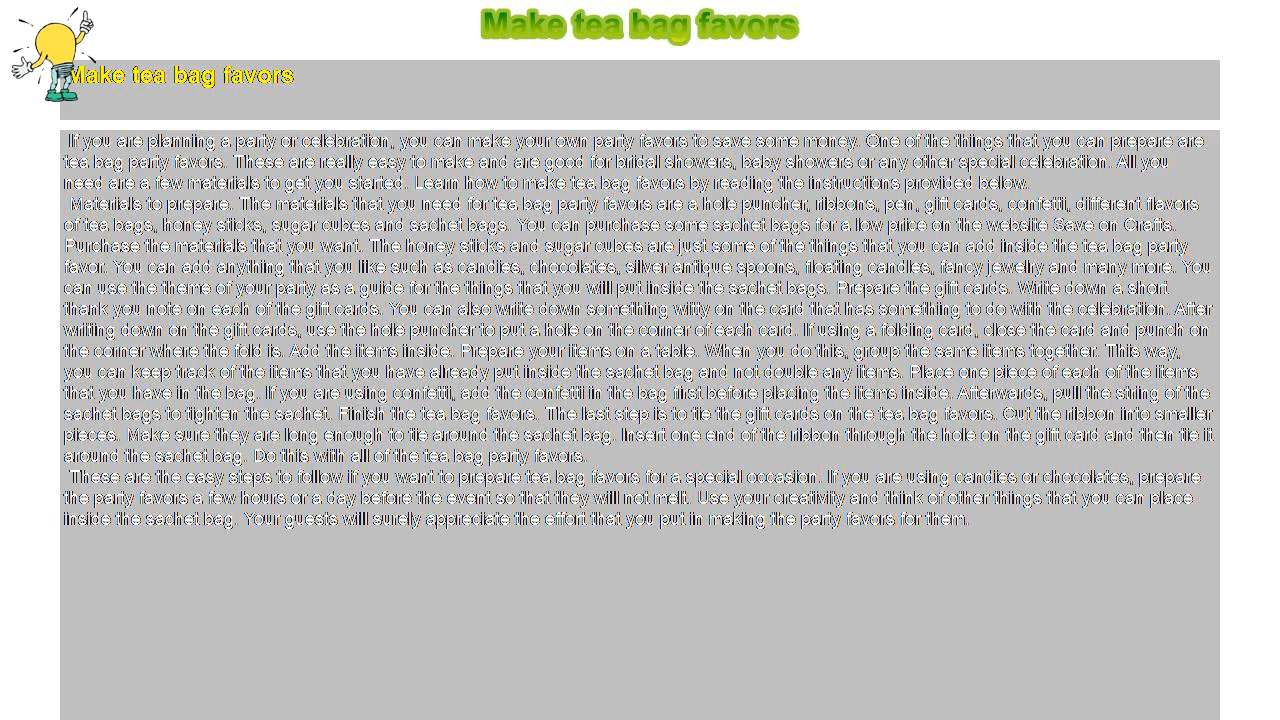 Make tea bag favors
Make tea bag favors
If you are planning a party or celebration, you can make your own party favors to save some money. One of the things that you can prepare are
tea bag party favors. These are really easy to make and are good for bridal showers, baby showers or any other special celebration. All you
need are a few materials to get you started. Learn how to make tea bag favors by reading the instructions provided below.
Materials to prepare. The materials that you need for tea bag party favors are a hole puncher, ribbons, pen, gift cards, confetti, different flavors
of tea bags, honey sticks, sugar cubes and sachet bags. You can purchase some sachet bags for a low price on the website Save on Crafts.
Purchase the materials that you want. The honey sticks and sugar cubes are just some of the things that you can add inside the tea bag party
favor. You can add anything that you like such as candies, chocolates, silver antique spoons, floating candles, fancy jewelry and many more. You
can use the theme of your party as a guide for the things that you will put inside the sachet bags. Prepare the gift cards. Write down a short
thank you note on each of the gift cards. You can also write down something witty on the card that has something to do with the celebration. After
writing down on the gift cards, use the hole puncher to put a hole on the corner of each card. If using a folding card, close the card and punch on
the corner where the fold is. Add the items inside. Prepare your items on a table. When you do this, group the same items together. This way,
you can keep track of the items that you have already put inside the sachet bag and not double any items. Place one piece of each of the items
that you have in the bag. If you are using confetti, add the confetti in the bag first before placing the items inside. Afterwards, pull the string of the
sachet bags to tighten the sachet. Finish the tea bag favors. The last step is to tie the gift cards on the tea bag favors. Cut the ribbon into smaller
pieces. Make sure they are long enough to tie around the sachet bag. Insert one end of the ribbon through the hole on the gift card and then tie it
around the sachet bag. Do this with all of the tea bag party favors.
These are the easy steps to follow if you want to prepare tea bag favors for a special occasion. If you are using candies or chocolates, prepare
the party favors a few hours or a day before the event so that they will not melt. Use your creativity and think of other things that you can place
inside the sachet bag. Your guests will surely appreciate the effort that you put in making the party favors for them.